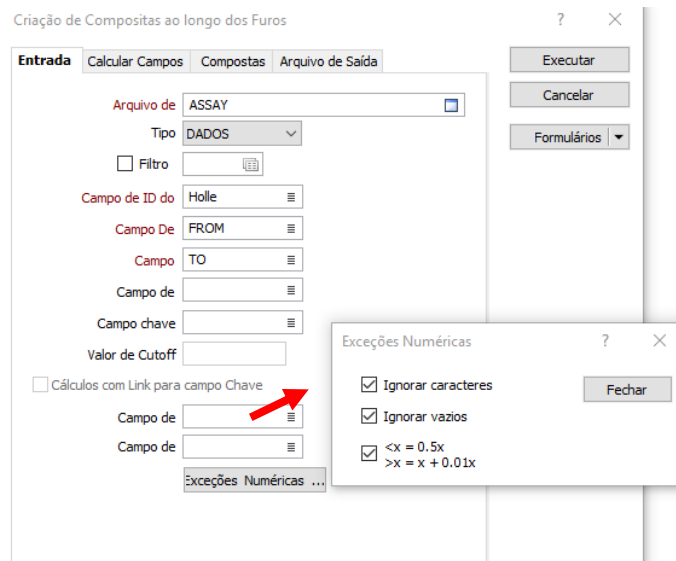 Criação de Compositas ao longo dos Furos ? ×
Entrada Calcular Campos Compostas Arquivo de Saída
Executar
Arquivo de ASSAY
Cancelar
Tipo DADOS
Formulários
Filtro
Campo de ID do Holle
Campo De FROM
Campo TO
Campo de
Campo chave
Valor de Cutoff
Cálculos com Link para campo Chave
Campo de
Campo de
Exceções Numéricas ...
Exceções Numéricas ? ×
Ignorar caracteres
Fechar
Ignorar vazios
<x = 0.5x
>x = x + 0.01x